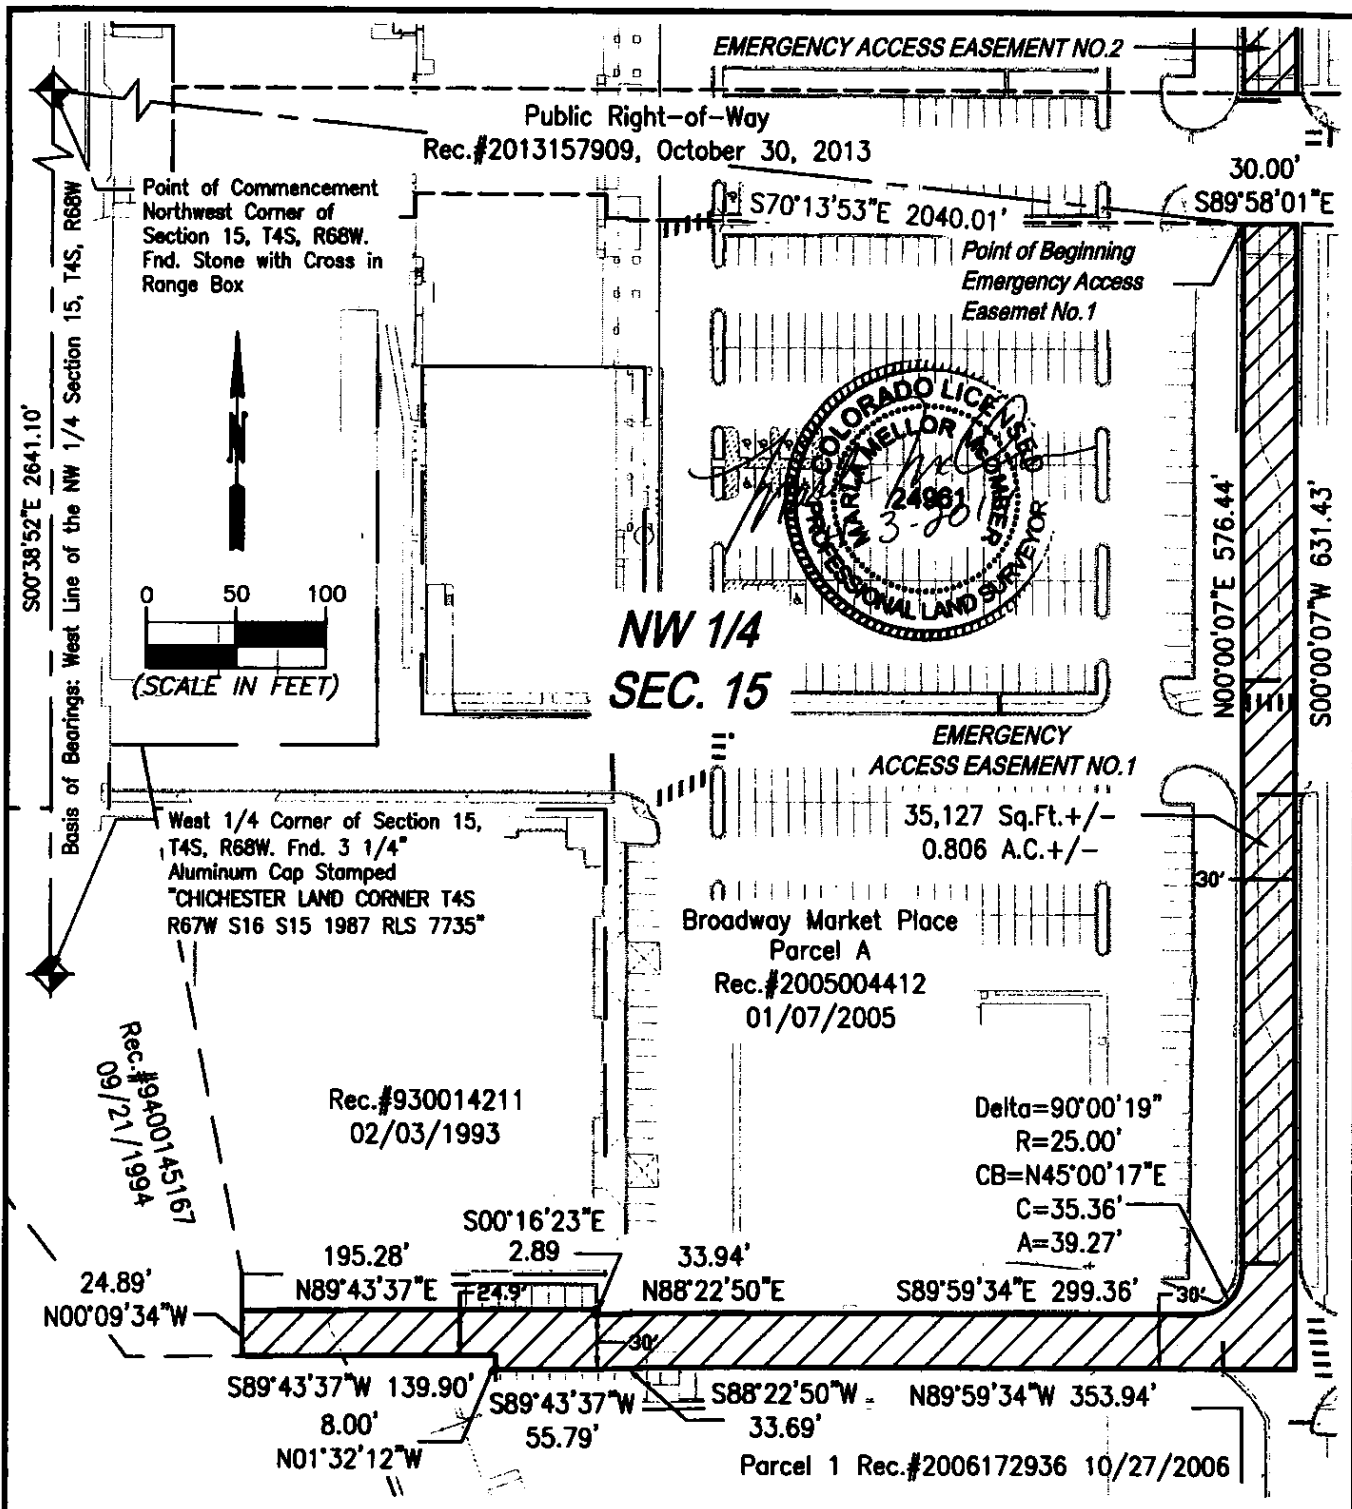 EMERGENCY ACCESS EASEMENT NO.2
Public Right-of-Way
Rec.#2013157909, October 30, 2013
30.00'
S89°58'01"E
Point of Commencement
Northwest Corner of
Section 15, T4S, R68W.
Fnd. Stone with Cross in
Range Box
S70°13'53"E 2040.01'
Point of Beginning
Emergency Access
Easemet No.1
S00°38'52"E 2641.10'
Basis of Bearings: West Line of the NW 1/4 Section 15, T4S, R68W
N
0 50 100
(SCALE IN FEET)
COLORADO LICENSED
MARLA MELLOR McOMBER
24961
PROFESSIONAL LAND SURVEYOR
NW 1/4
SEC. 15
N00°00'07"E 576.44'
S00°00'07"W 631.43'
EMERGENCY
ACCESS EASEMENT NO.1
35,127 Sq.Ft.+/-
0.806 A.C.+/-
30'
West 1/4 Corner of Section 15,
T4S, R68W. Fnd. 3 1/4"
Aluminum Cap Stamped
"CHICHESTER LAND CORNER T4S
R67W S16 S15 1987 RLS 7735"
Broadway Market Place
Parcel A
Rec.#2005004412
01/07/2005
Rec.#9400145167
09/21/1994
Rec.#930014211
02/03/1993
Delta=90°00'19"
R=25.00'
CB=N45°00'17"E
C=35.36'
A=39.27'
S00°16'23"E
2.89
24.89'
N00°09'34"W
195.28'
N89°43'37"E
24.9'
33.94'
N88°22'50"E
S89°59'34"E 299.36'
30'
30'
S89°43'37"W 139.90'
8.00'
N01°32'12"W
S89°43'37"W
55.79'
S88°22'50"W
33.69'
N89°59'34"W 353.94'
Parcel 1 Rec.#2006172936 10/27/2006